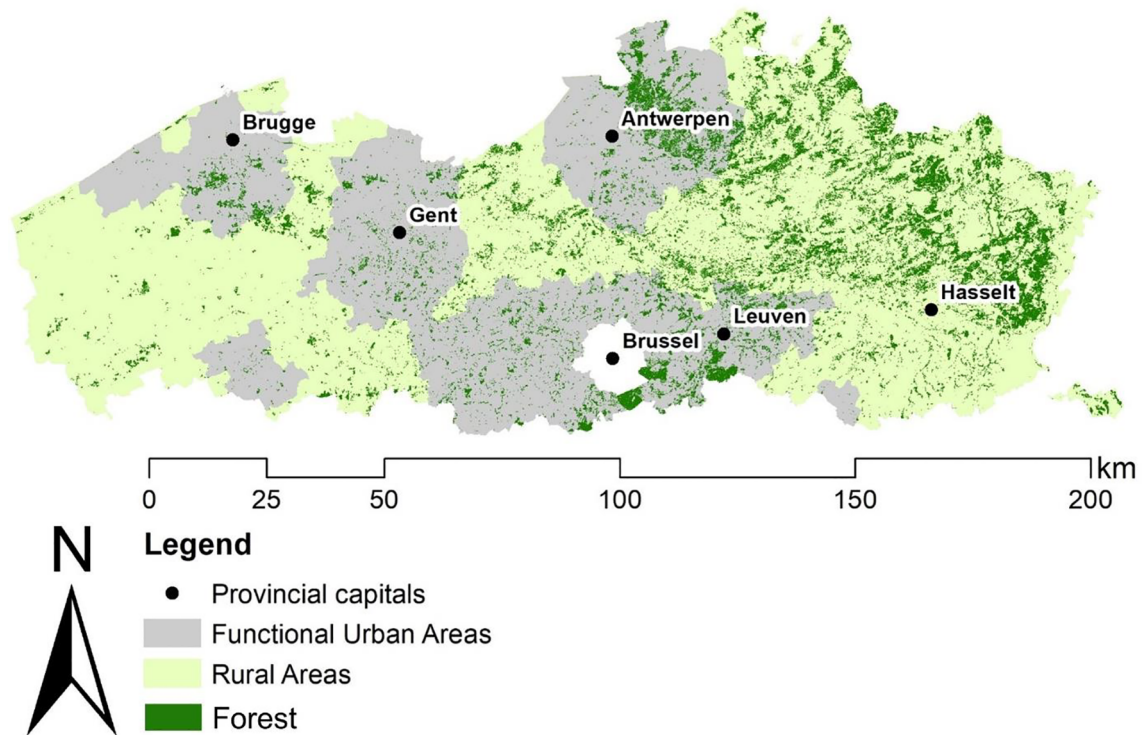 Antwerpen
Brugge
Gent
Hasselt
Leuven
Brussel
km
0 25 50 100 150 200
N
Legend
Provincial capitals
Functional Urban Areas
Rural Areas
Forest